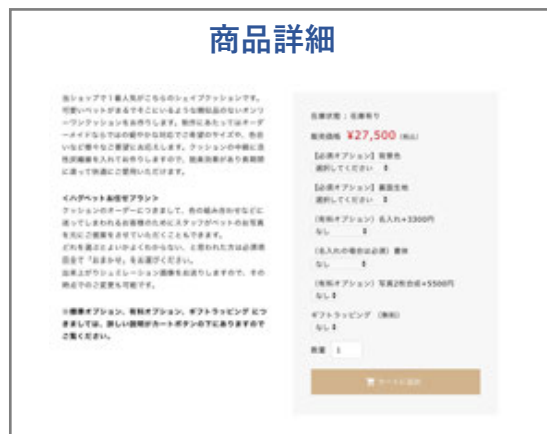 商品詳細
当ショップで1番人気がこちらのシェイプクッションです。
可愛いペットがまるでそこにいるような
ワンクッションをお作りします。製作にあたってはオーダ
ーメイドならではの細やかな対応でご希望のサイズや、色合
いなど様々なご要望にお応えします。クッションの中綿に活
性炭繊維を入れてお作りしますので、脱臭効果があり長期間
に渡って快適にご使用いただけます。
<ハグペットお任せプラン>
クッションのオーダーにつきまして、色の組み合わせなどに
迷ってしまわれるお客様のためにスタッフがペットのお写真
を元にご提案をさせていただくこともできます。
どれを選ぶとよいかよくわからない、と思われた方は必須項
目全て「おまかせ」をお選びください。
出来上がりシュミレーション画像をお送りしますので、その
時点でのご変更も可能です。
オプション、有料オプション、ギフトラッピング につ
きましては、詳しい説明がカートボタンの下にありますので
ご覧ください。
在庫状態 : 在庫有り
販売価格 ¥27,500 (税込)
【必須オプション】背景色
選択してください
【必須オプション】裏面生地
選択してください
(有料オプション) 名入れ+3300円
なし
(名入れの場合は必須) 書体
なし
(有料オプション) 写真2枚合成+5500円
なし
ギフトラッピング (無料)
なし
数量 1
カートに追加